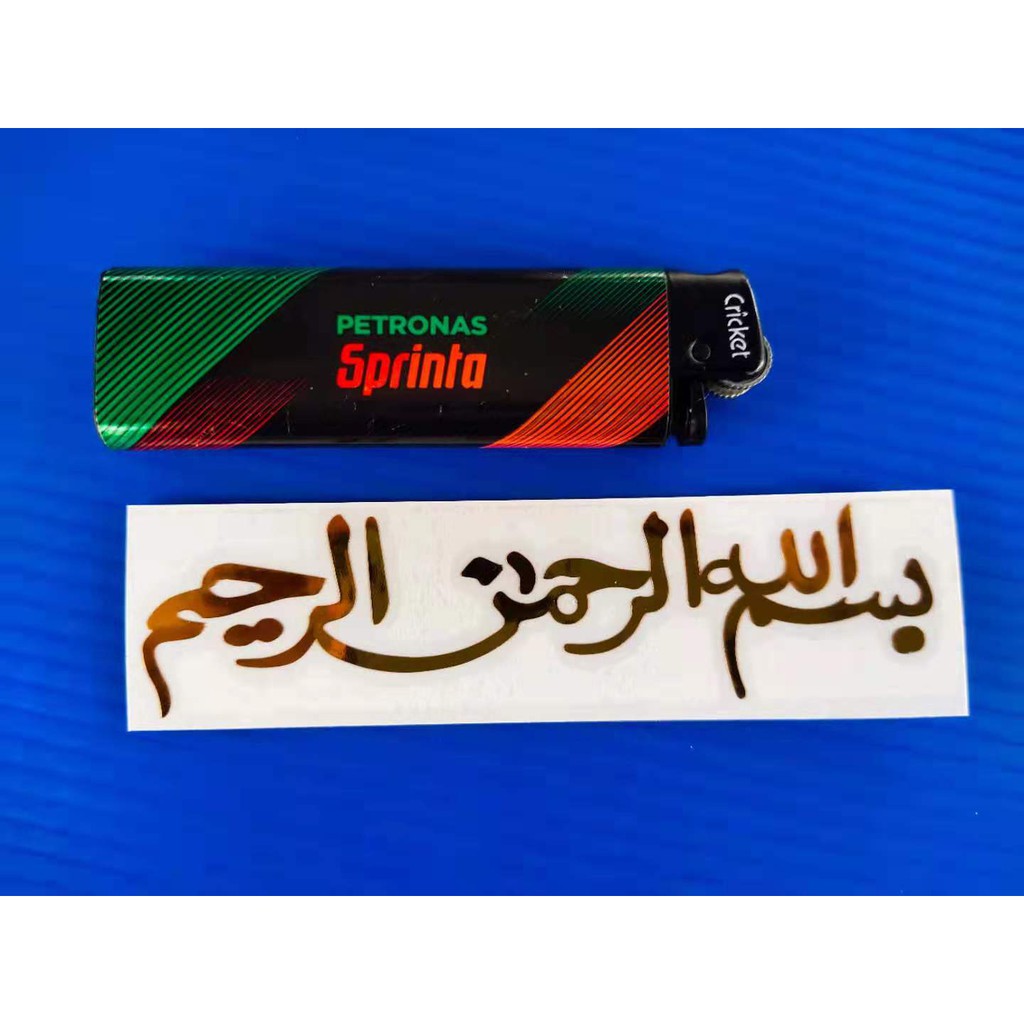 PETRONAS
Sprinta
Cricket
بسم الله الرحمن الرحيم